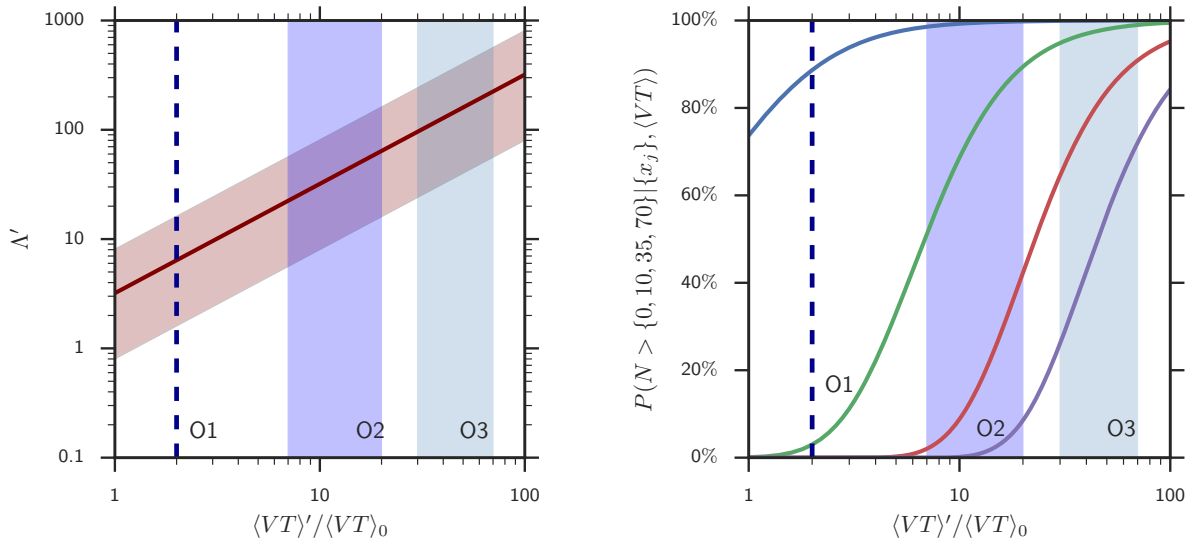 1000
100
10
1
0.1
Λ′
O1
O2
O3
1
10
100
⟨VT⟩′/⟨VT⟩₀
100%
80%
60%
40%
20%
0%
P(N > {0, 10, 35, 70}|{x_j}, ⟨VT⟩)
O1
O2
O3
1
10
100
⟨VT⟩′/⟨VT⟩₀